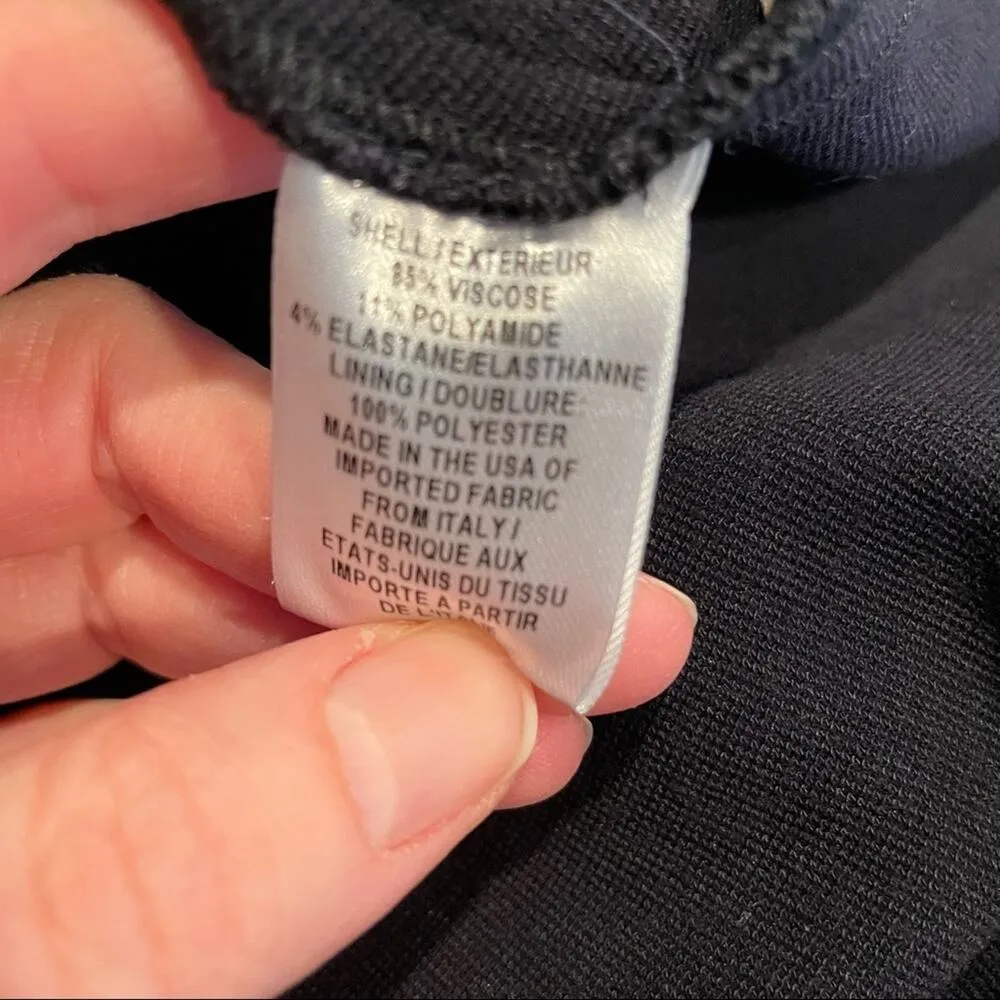 SHELL/EXTERIEUR
85% VISCOSE
11% POLYAMIDE
4% ELASTANE/ELASTHANNE
LINING/DOUBLURE:
100% POLYESTER
MADE IN THE USA OF
IMPORTED FABRIC
FROM ITALY/
FABRIQUE AUX
ETATS-UNIS DU TISSU
IMPORTE A PARTIR
DE